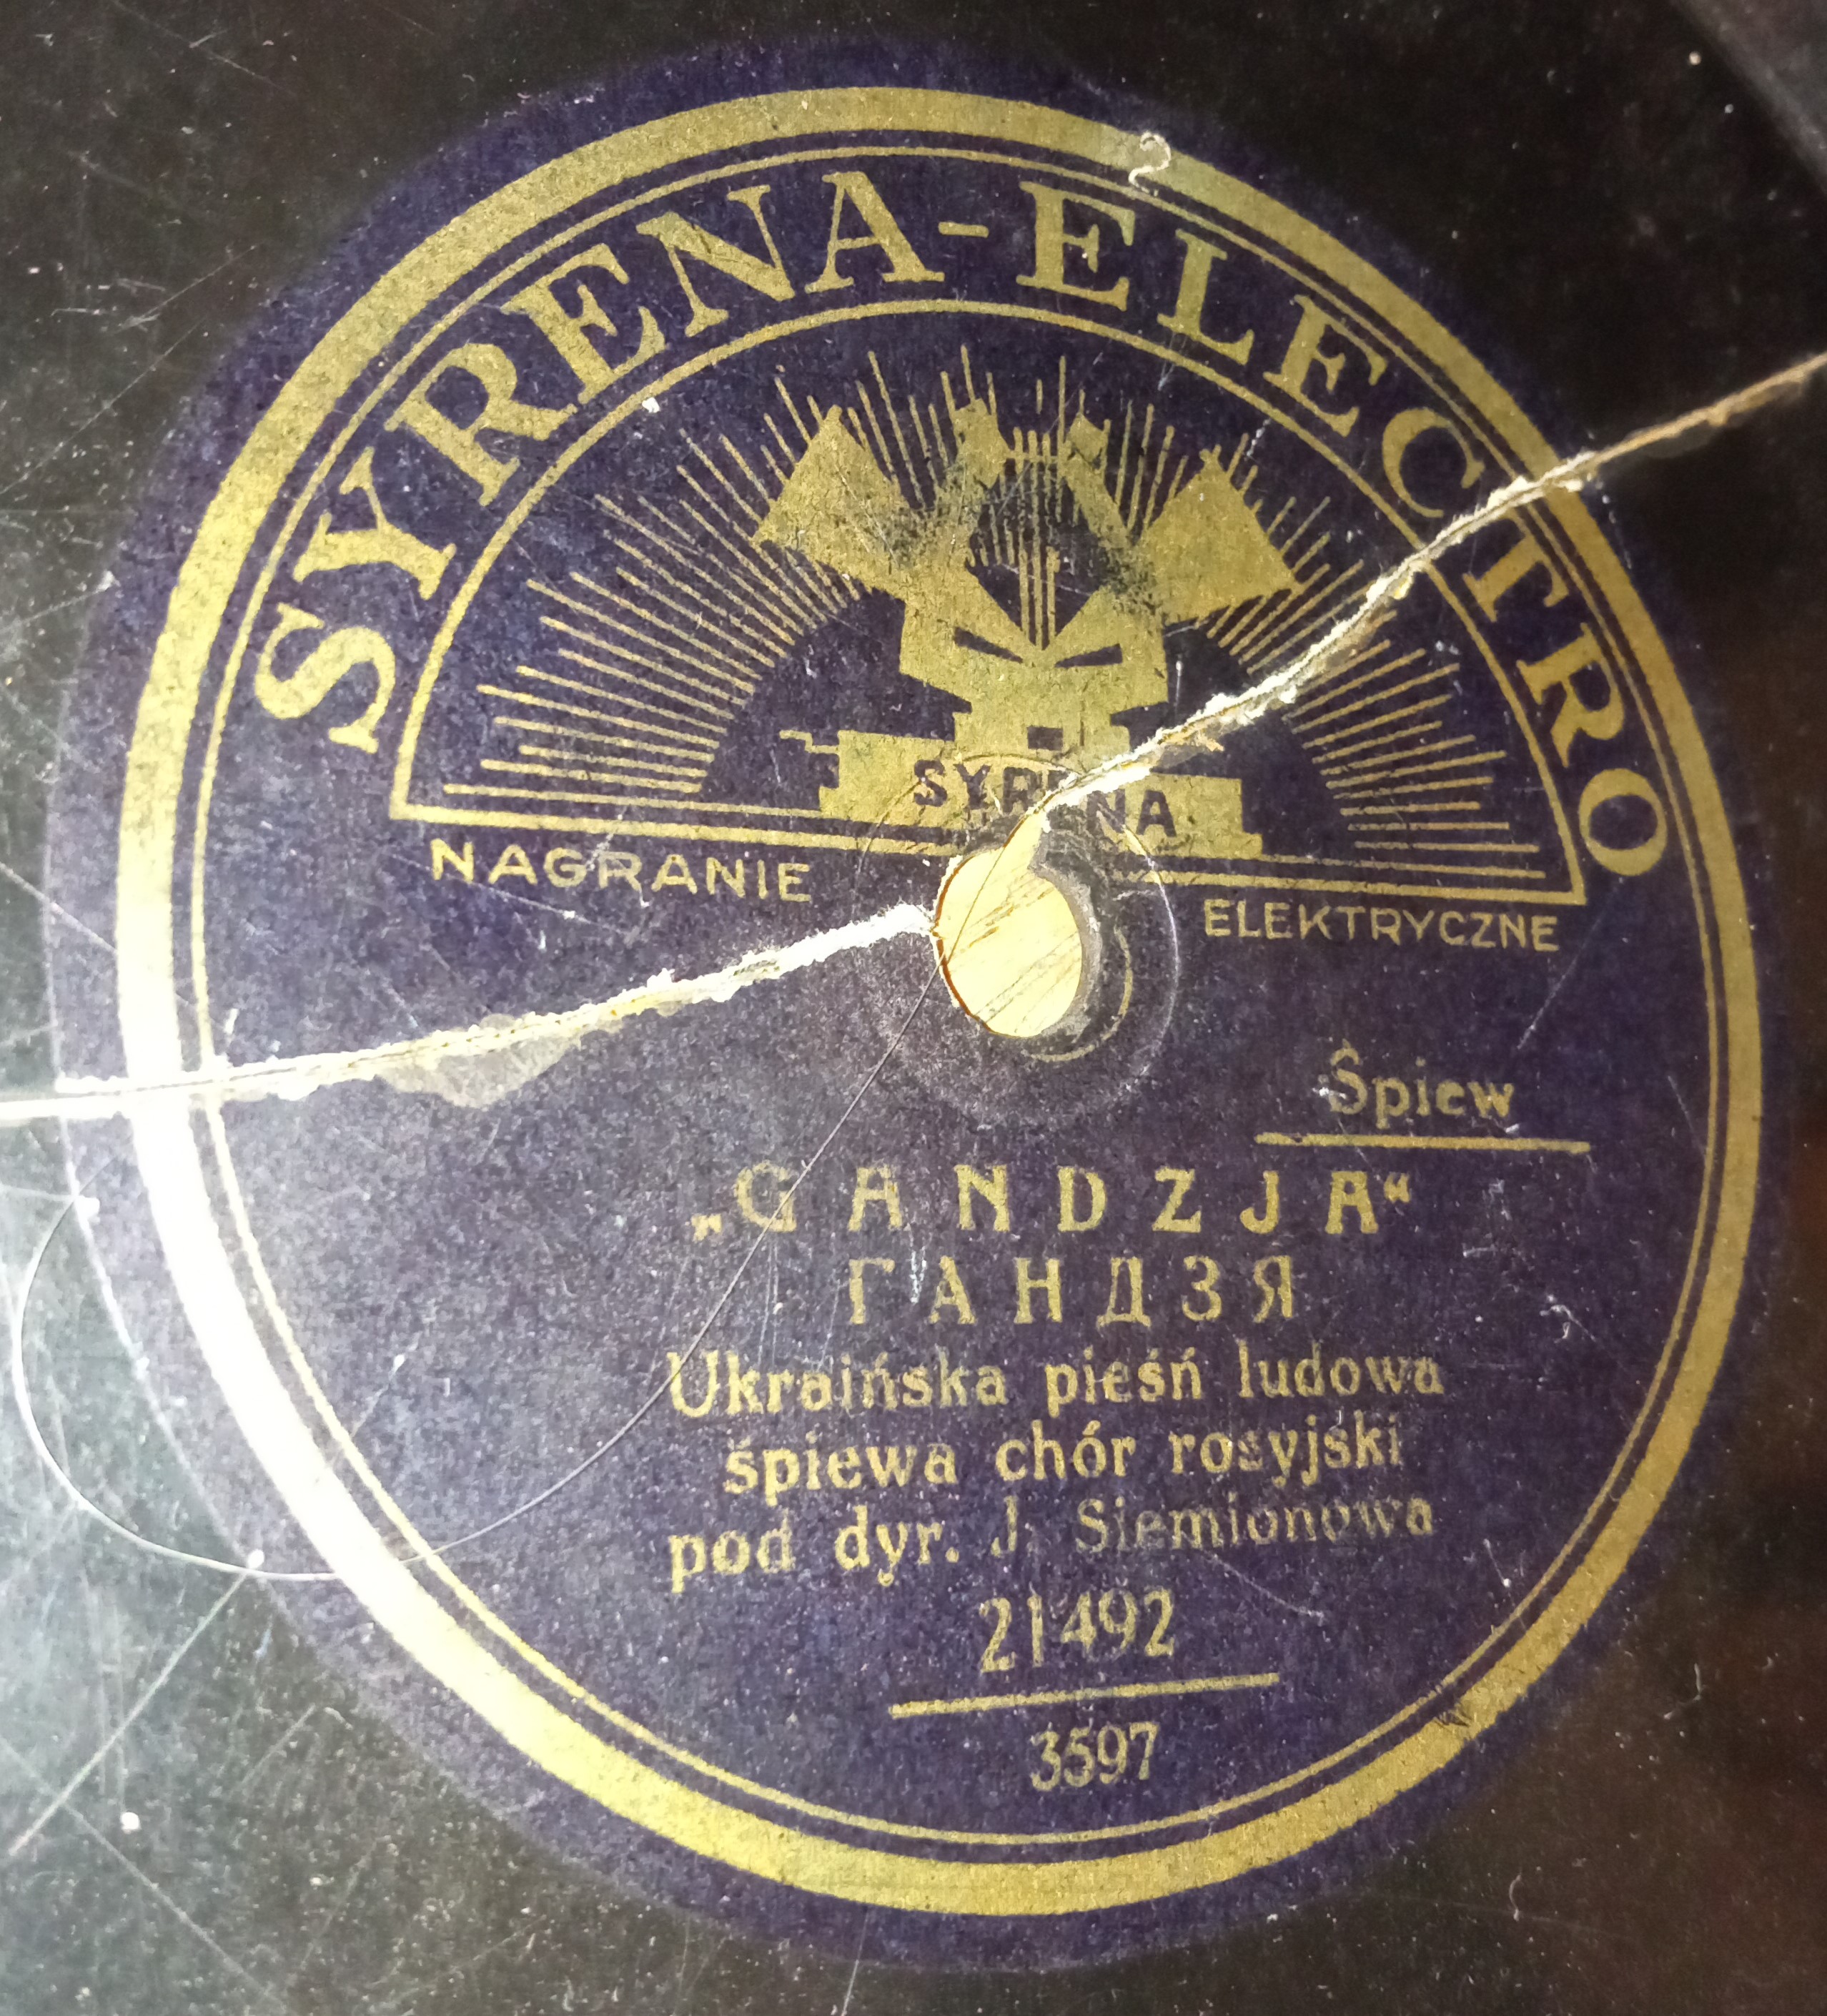 SYRENA-ELECTRO
SYRENA
NAGRANIE ELEKTRYCZNE
Śpiew
„GANDZJA“
ГАНДЗЯ
Ukraińska pieśń ludowa
śpiewa chór rosyjski
pod dyr. J. Siemionowa
21492
3597